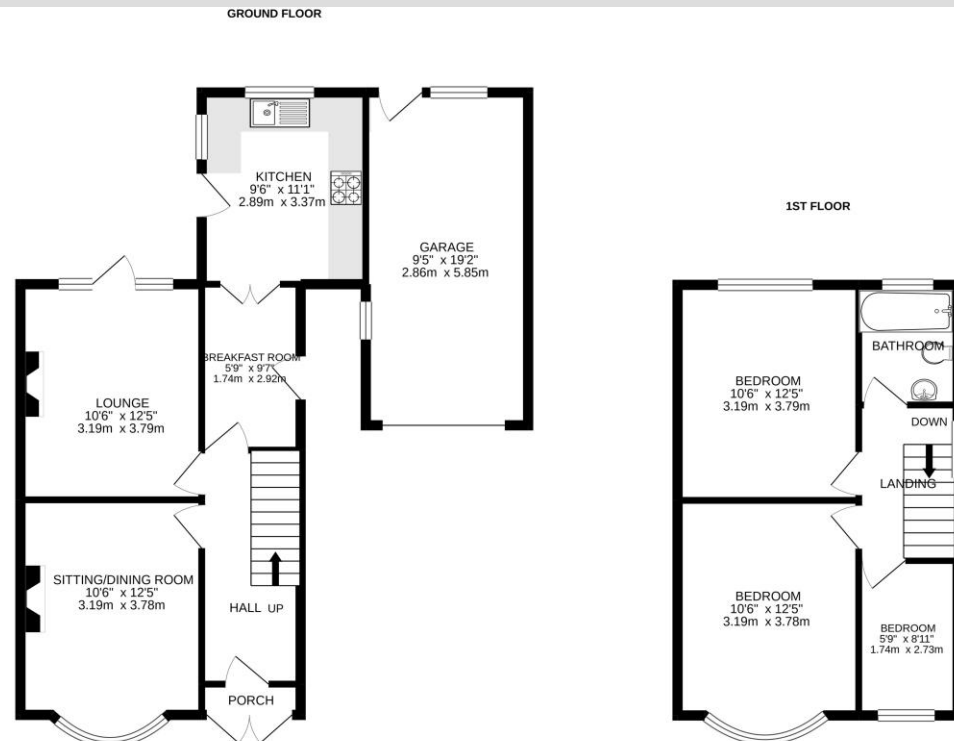 GROUND FLOOR
KITCHEN
9'6" x 11'1"
2.89m x 3.37m
GARAGE
9'5" x 19'2"
2.86m x 5.85m
BREAKFAST ROOM
5'9" x 9'7"
1.74m x 2.92m
LOUNGE
10'6" x 12'5"
3.19m x 3.79m
SITTING/DINING ROOM
10'6" x 12'5"
3.19m x 3.78m
HALL UP
PORCH
1ST FLOOR
BATHROOM
BEDROOM
10'6" x 12'5"
3.19m x 3.79m
DOWN
LANDING
BEDROOM
10'6" x 12'5"
3.19m x 3.78m
BEDROOM
5'9" x 8'11"
1.74m x 2.73m